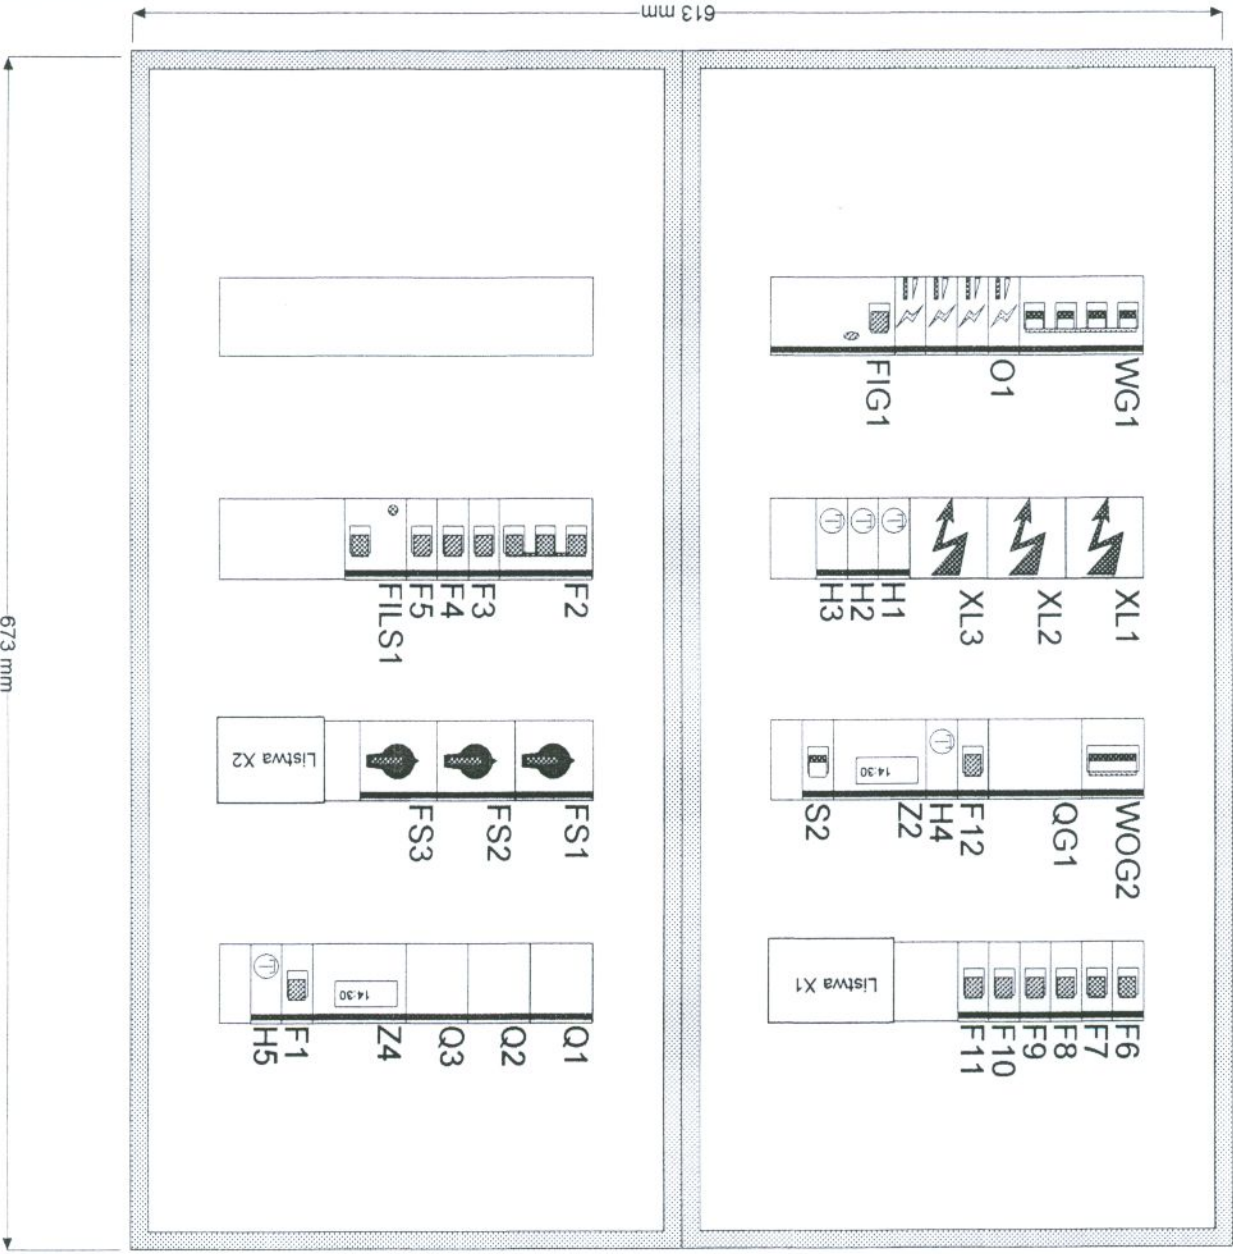 613 mm
673 mm
FIG1
O1
WG1
FILS1
F5
F4
F3
F2
H3
H2
H1
XL3
XL2
XL1
Listwa X2
FS3
FS2
FS1
14:30
S2
Z2
H4
F12
QG1
WOG2
14:30
H5
F1
Z4
Q3
Q2
Q1
Listwa X1
F11
F10
F9
F8
F7
F6